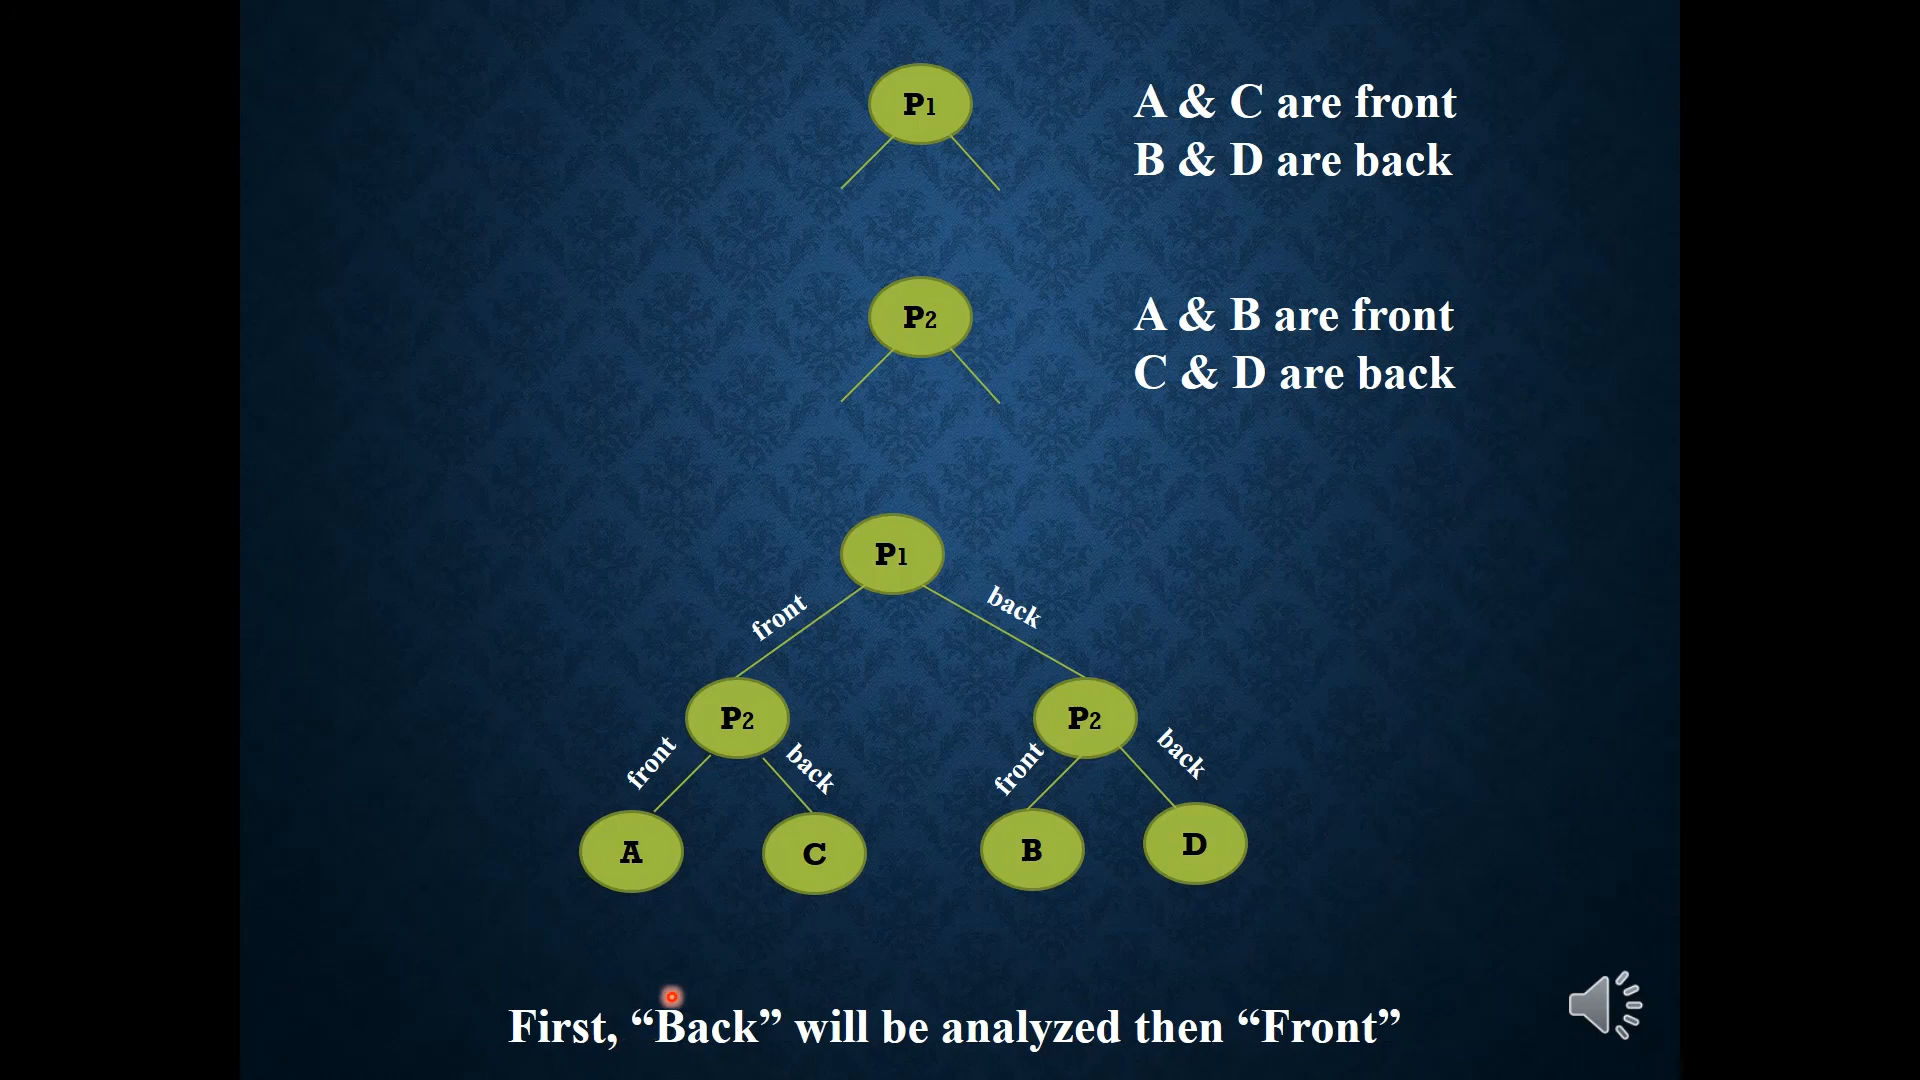 P1
A & C are front
B & D are back
P2
A & B are front
C & D are back
P1
front
back
P2
P2
front
back
front
back
A
C
B
D
First, “Back” will be analyzed then “Front”